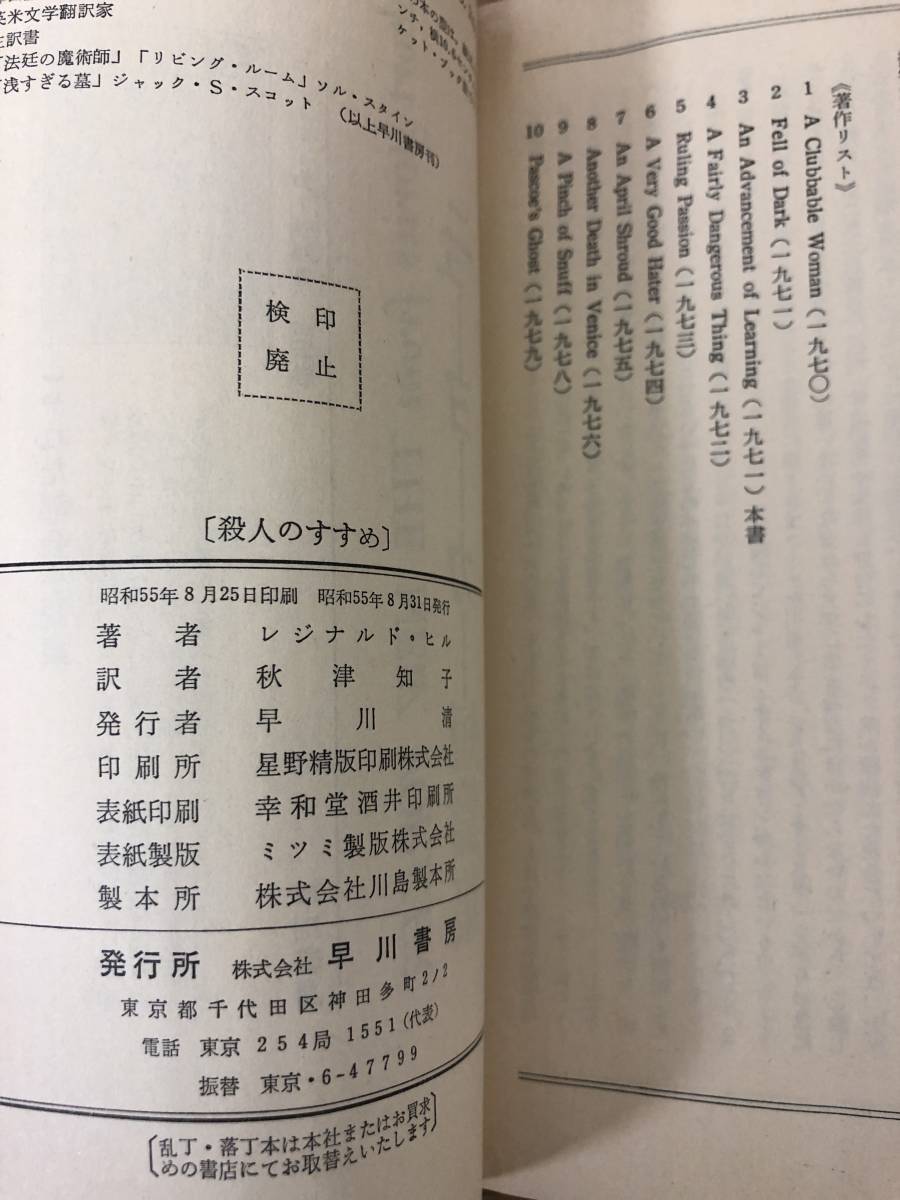 《著作リスト》
1 A Clubbable Woman(一九七〇)
2 Fell of Dark(一九七一)
3 An Advancement of Learning(一九七一)本書
4 A Fairly Dangerous Thing(一九七二)
5 Ruling Passion(一九七三)
6 A Very Good Hater(一九七四)
7 An April Shroud(一九七五)
8 Another Death in Venice(一九七六)
9 A Pinch of Snuff(一九七八)
10 Pascoe's Ghost(一九七九)
英米文学翻訳家
主訳書
「法廷の魔術師」「リビング・ルーム」ソル・スタイン
「浅すぎる墓」ジャック・S・スコット
(以上早川書房刊)
検印
廃止
〔殺人のすすめ〕
昭和55年8月25日印刷 昭和55年8月31日発行
著者 レジナルド・ヒル
訳者 秋津知子
発行者 早川清
印刷所 星野精版印刷株式会社
表紙印刷 幸和堂酒井印刷所
表紙製版 ミツミ製版株式会社
製本所 株式会社川島製本所
発行所 株式会社 早川書房
東京都千代田区神田多町2ノ2
電話 東京 254局 1551(代表)
振替 東京・6-47799
乱丁・落丁本は本社またはお買求
めの書店にてお取替えいたします